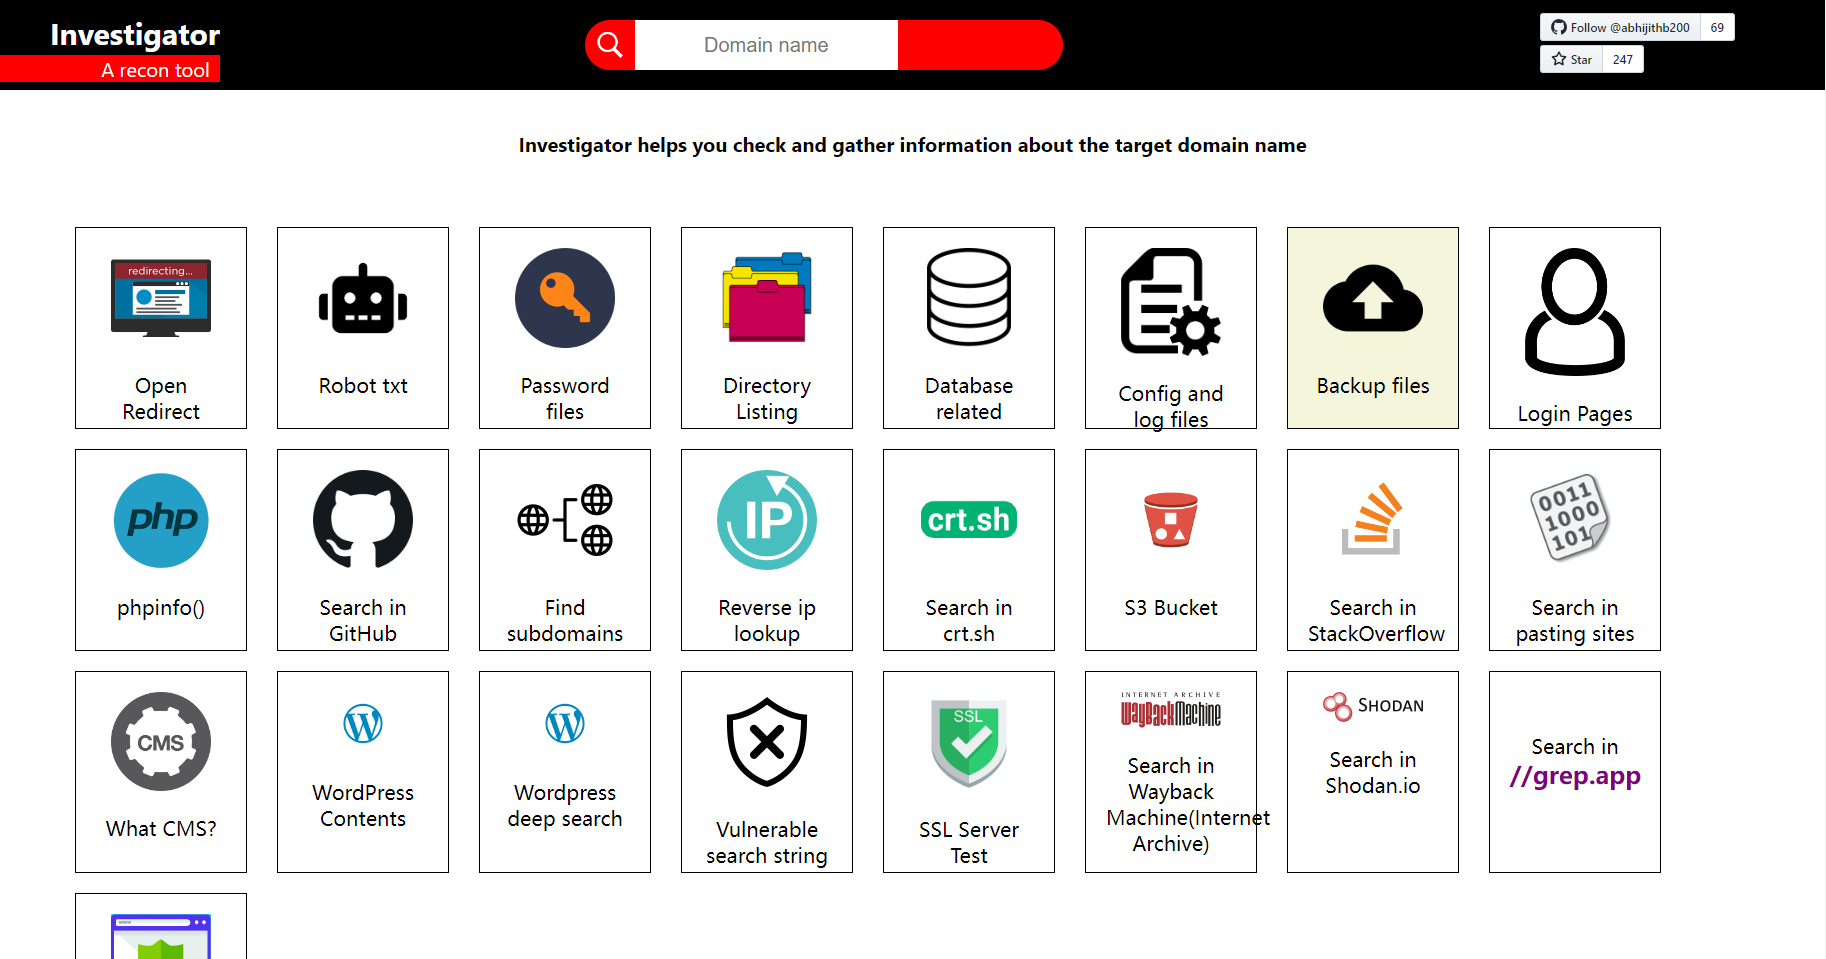 Investigator
A recon tool
Domain name
Follow @abhijithb200
69
Star
247
Investigator helps you check and gather information about the target domain name
redirecting...
Open
Redirect
Robot txt
Password
files
Directory
Listing
Database
related
Config and
log files
Backup files
Login Pages
php
phpinfo()
Search in
GitHub
Find
subdomains
IP
Reverse ip
lookup
crt.sh
Search in
crt.sh
S3 Bucket
Search in
StackOverflow
0011
1000
101
Search in
pasting sites
CMS
What CMS?
W
WordPress
Contents
W
Wordpress
deep search
Vulnerable
search string
SSL
SSL Server
Test
INTERNET ARCHIVE
WayBackMachine
Search in
Wayback
Machine(Internet
Archive)
SHODAN
Search in
Shodan.io
Search in
//grep.app